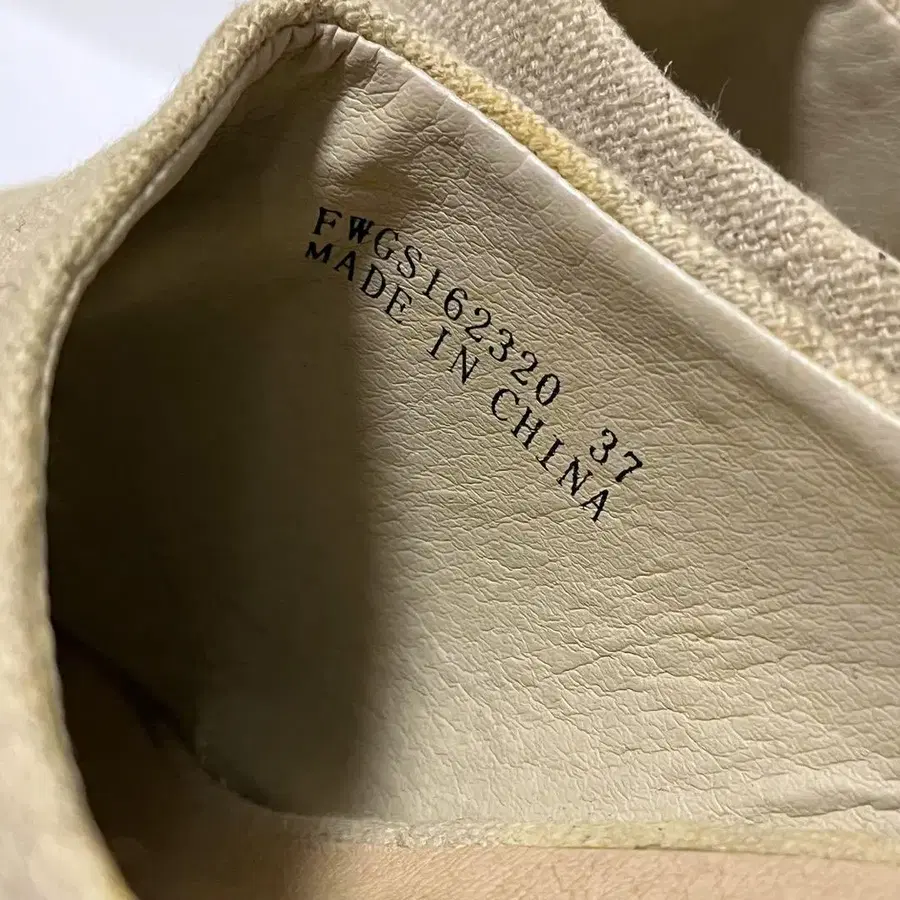 FWGS162320 37
MADE IN CHINA